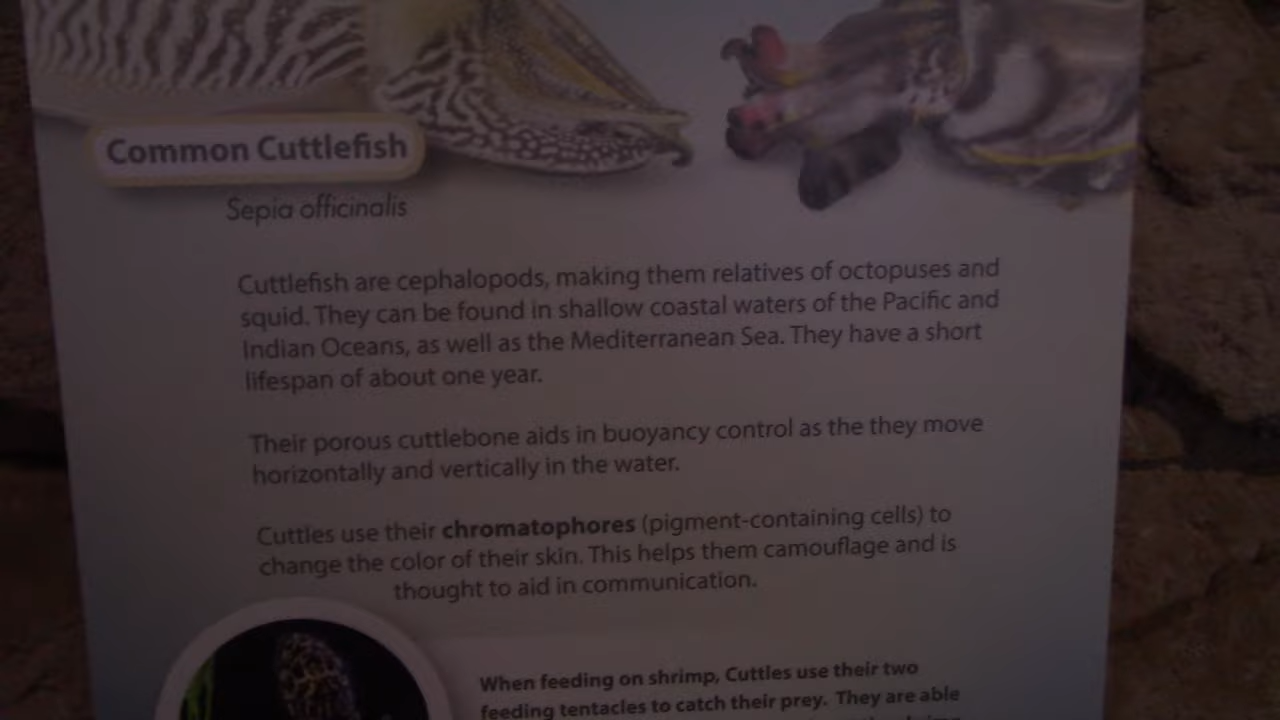 Common Cuttlefish
Sepia officinalis
Cuttlefish are cephalopods, making them relatives of octopuses and
squid. They can be found in shallow coastal waters of the Pacific and
Indian Oceans, as well as the Mediterranean Sea. They have a short
lifespan of about one year.
Their porous cuttlebone aids in buoyancy control as the they move
horizontally and vertically in the water.
Cuttles use their chromatophores (pigment-containing cells) to
change the color of their skin. This helps them camouflage and is
thought to aid in communication.
When feeding on shrimp, Cuttles use their two
feeding tentacles to catch their prey. They are able